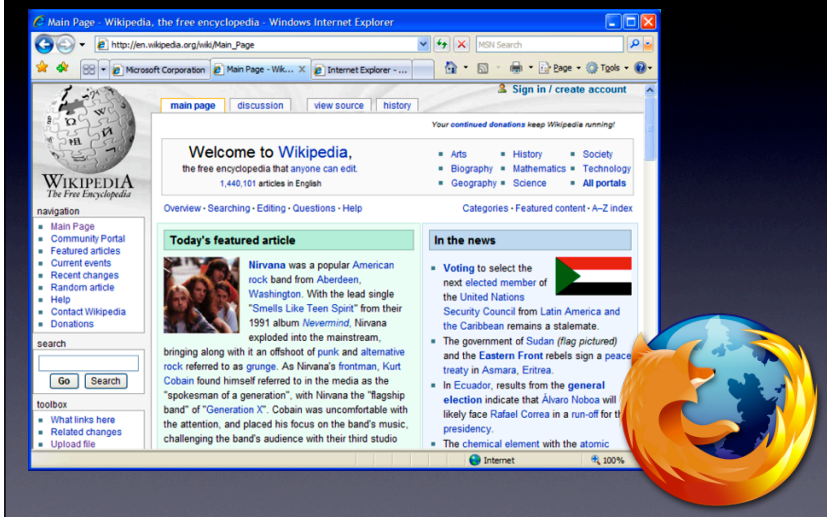 Main Page - Wikipedia, the free encyclopedia - Windows Internet Explorer
http://en.wikipedia.org/wiki/Main_Page
MSN Search
Microsoft Corporation
Main Page - Wik...
Internet Explorer - ...
Page
Tools
Sign in / create account
main page
discussion
view source
history
Your continued donations keep Wikipedia running!
Welcome to Wikipedia,
the free encyclopedia that anyone can edit.
1,440,101 articles in English
Arts
History
Society
Biography
Mathematics
Technology
Geography
Science
All portals
WIKIPEDIA
The Free Encyclopedia
Overview · Searching · Editing · Questions · Help
Categories · Featured content · A–Z index
navigation
Main Page
Community Portal
Featured articles
Current events
Recent changes
Random article
Help
Contact Wikipedia
Donations
search
Go
Search
toolbox
What links here
Related changes
Upload file
Today's featured article
Nirvana was a popular American
rock band from Aberdeen,
Washington. With the lead single
"Smells Like Teen Spirit" from their
1991 album Nevermind, Nirvana
exploded into the mainstream,
bringing along with it an offshoot of punk and alternative
rock referred to as grunge. As Nirvana's frontman, Kurt
Cobain found himself referred to in the media as the
"spokesman of a generation", with Nirvana the "flagship
band" of "Generation X". Cobain was uncomfortable with
the attention, and placed his focus on the band's music,
challenging the band's audience with their third studio
In the news
Voting to select the
next elected member of
the United Nations
Security Council from Latin America and
the Caribbean remains a stalemate.
The government of Sudan (flag pictured)
and the Eastern Front rebels sign a peace
treaty in Asmara, Eritrea.
In Ecuador, results from the general
election indicate that Álvaro Noboa will
likely face Rafael Correa in a run-off for
presidency.
The chemical element with the atomic
Internet
100%